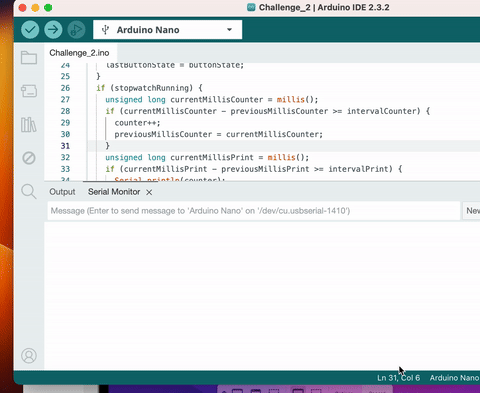 Challenge_2 | Arduino IDE 2.3.2
Arduino Nano
Challenge_2.ino
24 lastButtonState = buttonState;
25 }
26 if (stopwatchRunning) {
27 unsigned long currentMillisCounter = millis();
28 if (currentMillisCounter - previousMillisCounter >= intervalCounter) {
29 counter++;
30 previousMillisCounter = currentMillisCounter;
31 }
32 unsigned long currentMillisPrint = millis();
33 if (currentMillisPrint - previousMillisPrint >= intervalPrint) {
34 Serial.println(counter);
Output Serial Monitor
Message (Enter to send message to 'Arduino Nano' on '/dev/cu.usbserial-1410') New
Ln 31, Col 6 Arduino Nano